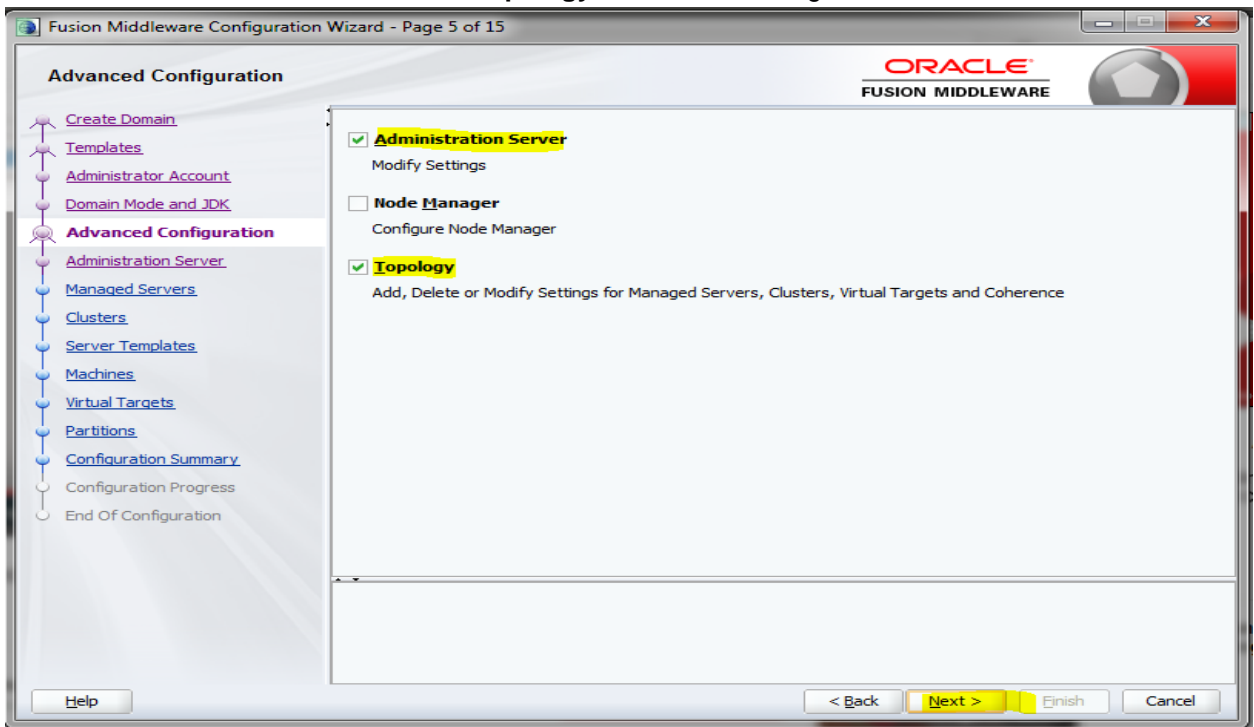 Fusion Middleware Configuration Wizard - Page 5 of 15
Advanced Configuration
ORACLE
FUSION MIDDLEWARE
Create Domain
Templates
Administrator Account
Domain Mode and JDK
Advanced Configuration
Administration Server
Managed Servers
Clusters
Server Templates
Machines
Virtual Targets
Partitions
Configuration Summary
Configuration Progress
End Of Configuration
Administration Server
Modify Settings
Node Manager
Configure Node Manager
Topology
Add, Delete or Modify Settings for Managed Servers, Clusters, Virtual Targets and Coherence
Help
< Back
Next >
Finish
Cancel